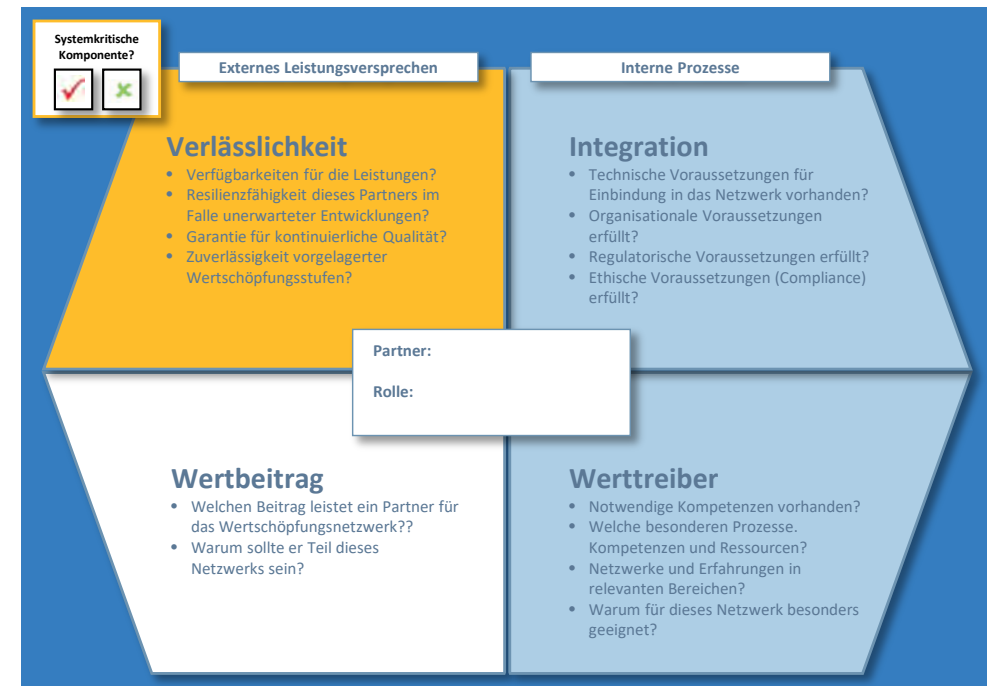 Systemkritische
Komponente?
Externes Leistungsversprechen
Interne Prozesse
Verlässlichkeit
• Verfügbarkeiten für die Leistungen?
• Resilienzfähigkeit dieses Partners im
Falle unerwarteter Entwicklungen?
• Garantie für kontinuierliche Qualität?
• Zuverlässigkeit vorgelagerter
Wertschöpfungsstufen?
Integration
• Technische Voraussetzungen für
Einbindung in das Netzwerk vorhanden?
• Organisationale Voraussetzungen
erfüllt?
• Regulatorische Voraussetzungen erfüllt?
• Ethische Voraussetzungen (Compliance)
erfüllt?
Partner:
Rolle:
Wertbeitrag
• Welchen Beitrag leistet ein Partner für
das Wertschöpfungsnetzwerk??
• Warum sollte er Teil dieses
Netzwerks sein?
Werttreiber
• Notwendige Kompetenzen vorhanden?
• Welche besonderen Prozesse.
Kompetenzen und Ressourcen?
• Netzwerke und Erfahrungen in
relevanten Bereichen?
• Warum für dieses Netzwerk besonders
geeignet?